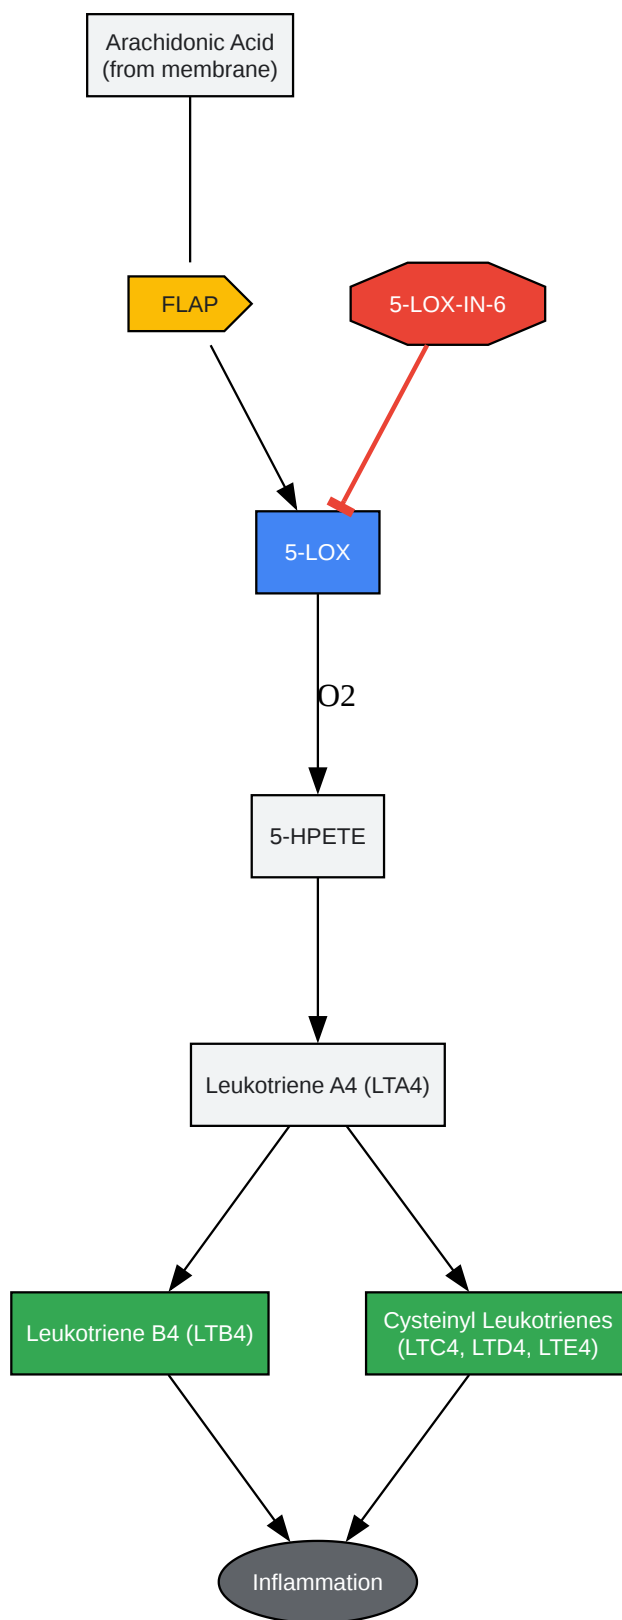 Arachidonic Acid
(from membrane)
FLAP
5-LOX-IN-6
5-LOX
O2
5-HPETE
Leukotriene A4 (LTA4)
Leukotriene B4 (LTB4)
Cysteinyl Leukotrienes
(LTC4, LTD4, LTE4)
Inflammation